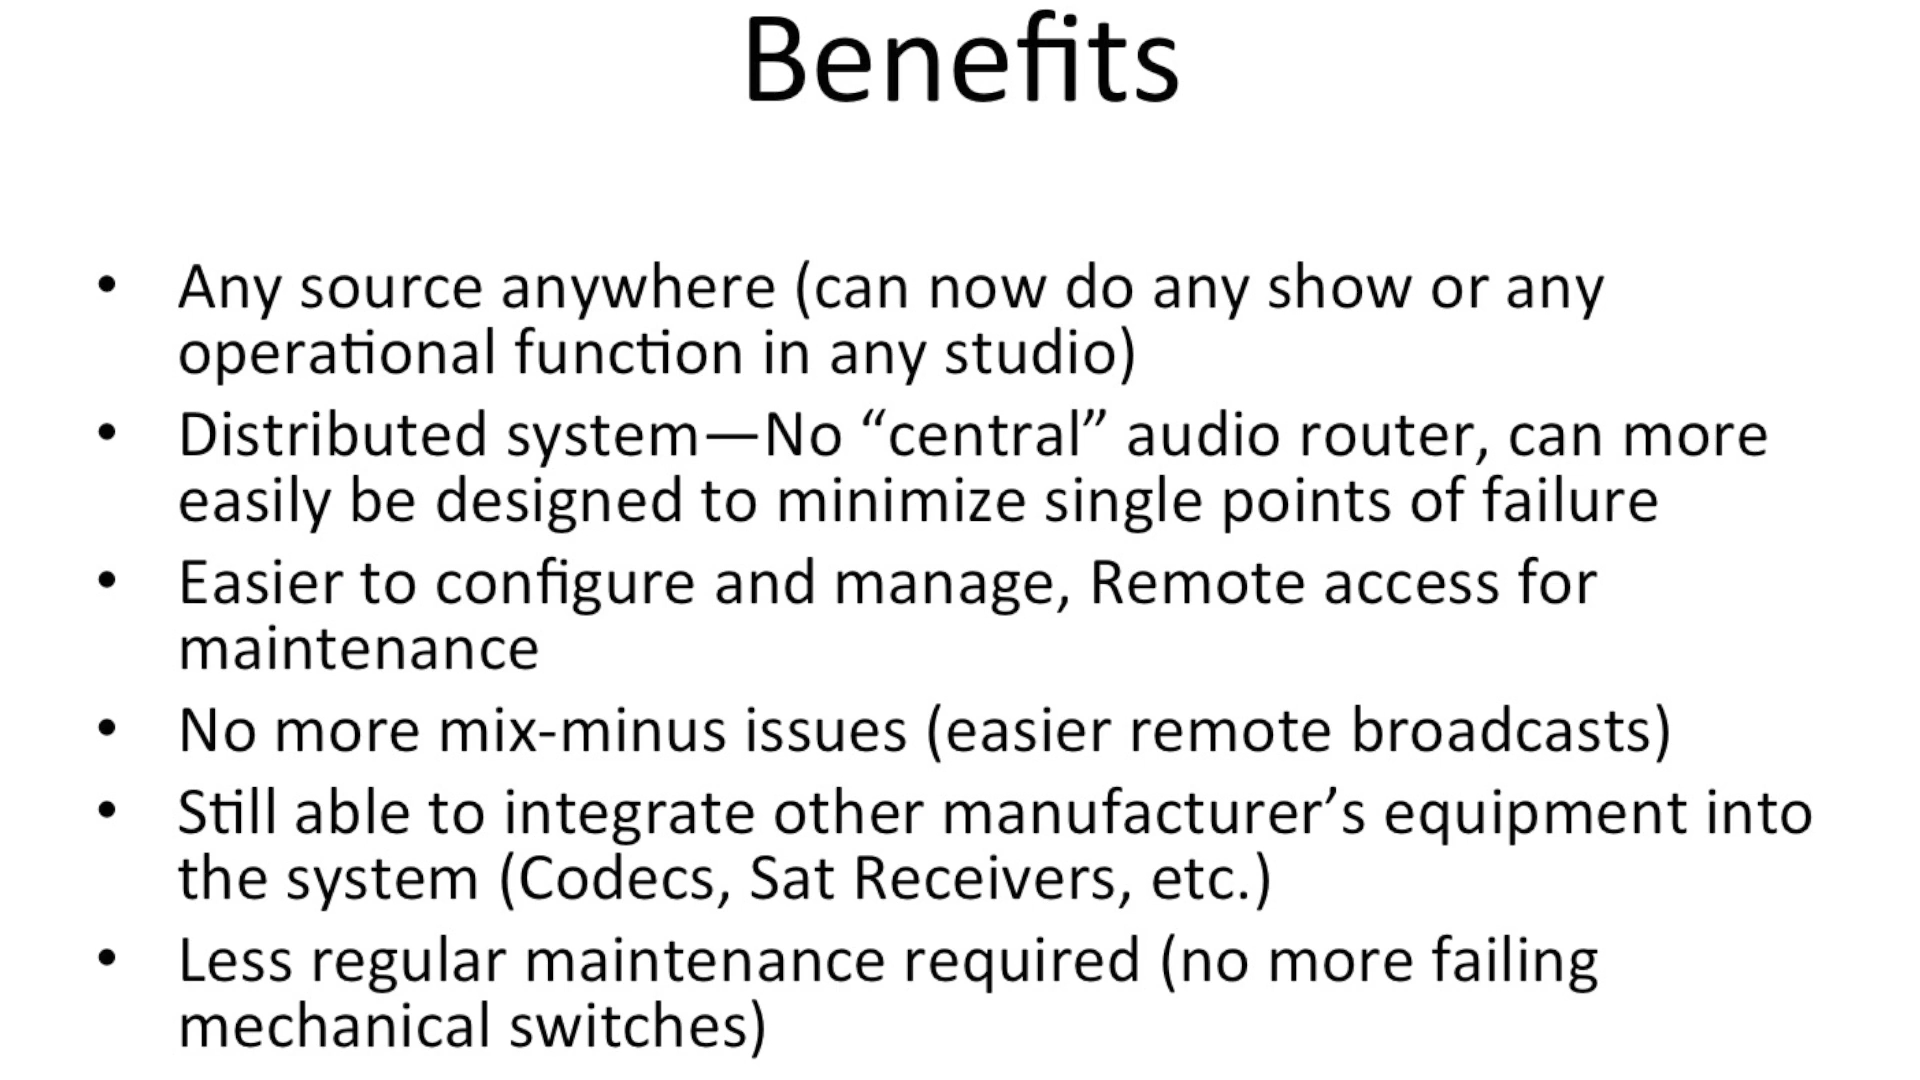 Benefits
• Any source anywhere (can now do any show or any
operational function in any studio)
• Distributed system—No “central” audio router, can more
easily be designed to minimize single points of failure
• Easier to configure and manage, Remote access for
maintenance
• No more mix-minus issues (easier remote broadcasts)
• Still able to integrate other manufacturer’s equipment into
the system (Codecs, Sat Receivers, etc.)
• Less regular maintenance required (no more failing
mechanical switches)